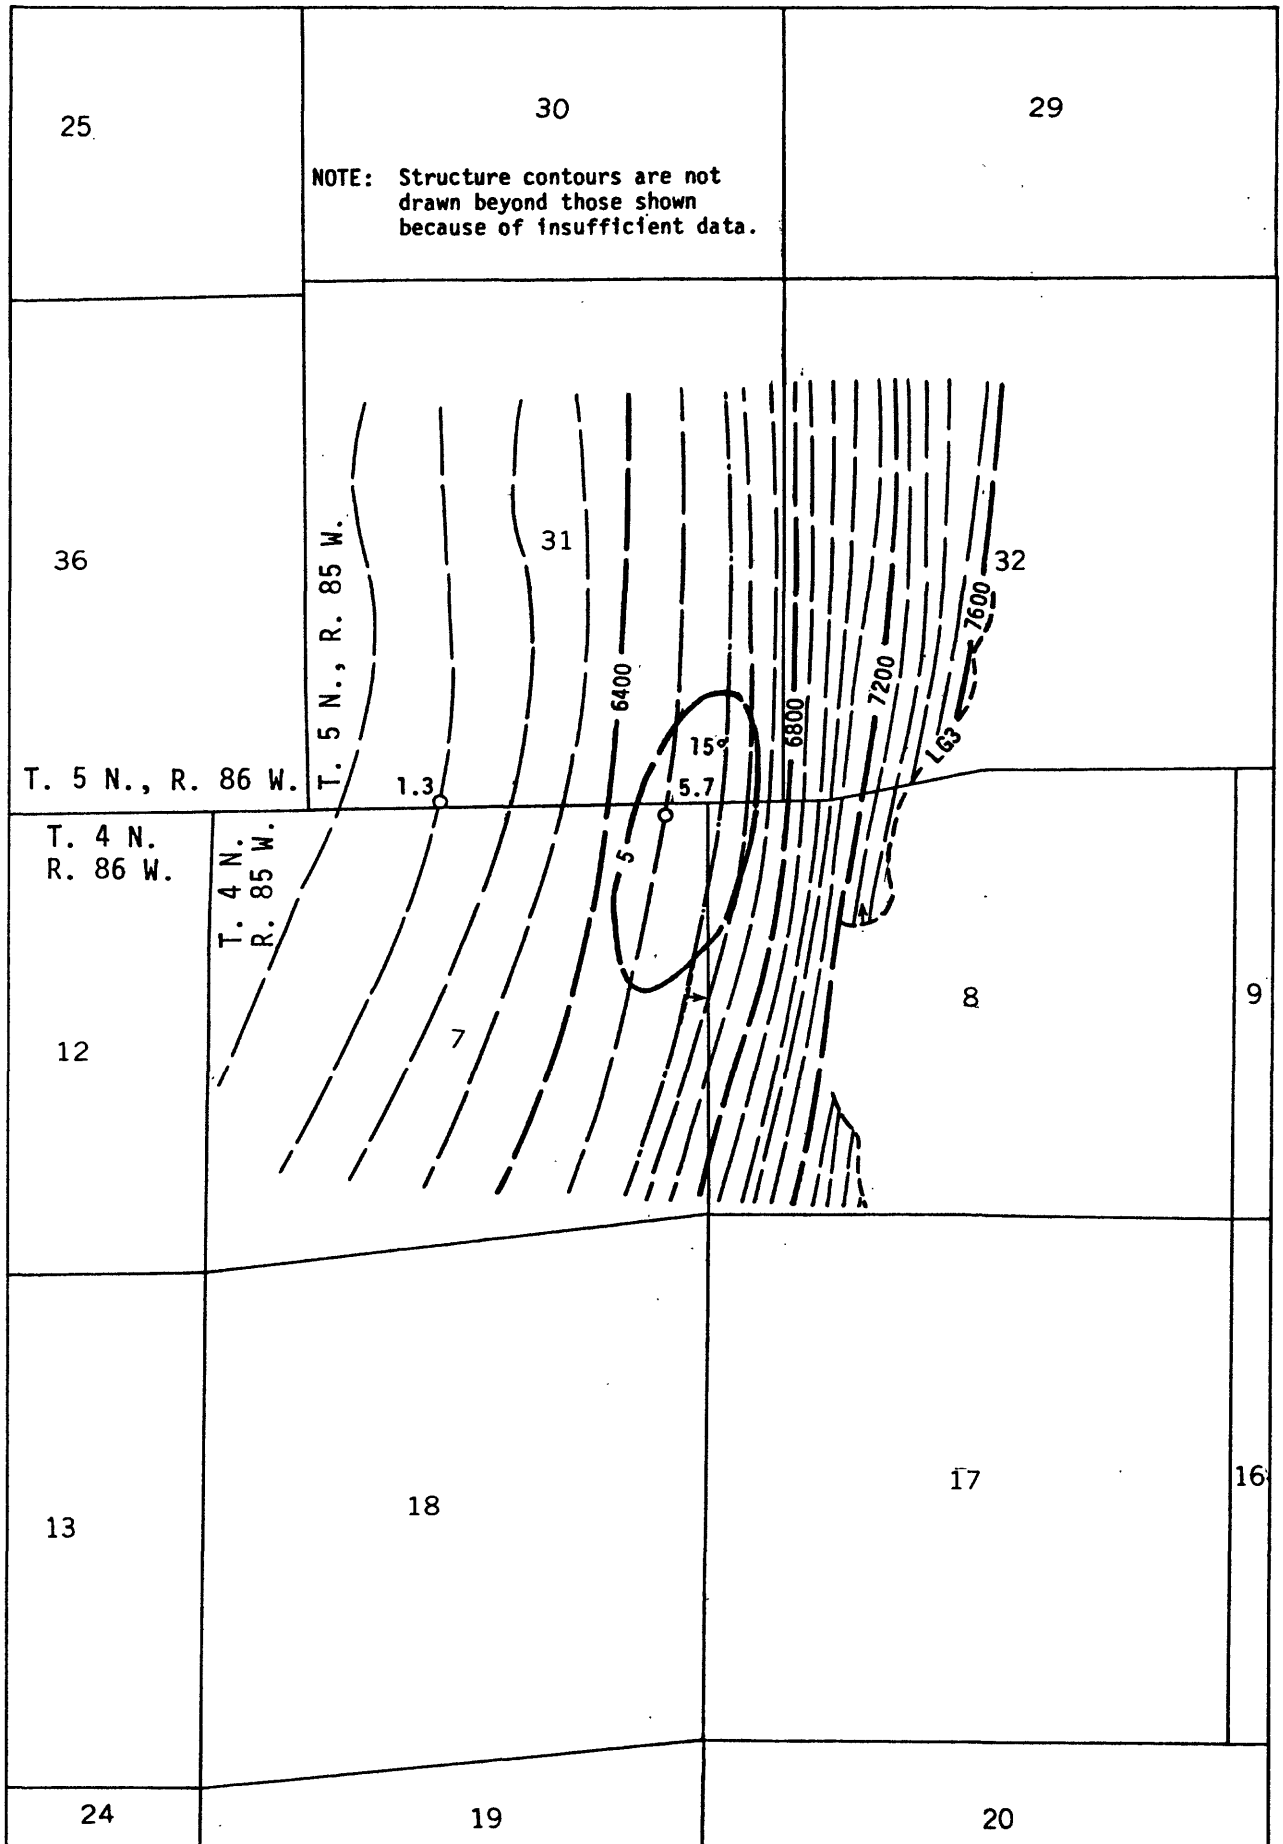 25
30
29
NOTE: Structure contours are not
drawn beyond those shown
because of insufficient data.
36
31
32
T. 5 N., R. 85 W.
6400
6800
7200
7600
LG3
15°
5.7
1.3
T. 5 N., R. 86 W.
T. 4 N.
R. 86 W.
T. 4 N.
R. 85 W.
5
12
7
8
9
13
18
17
16
24
19
20